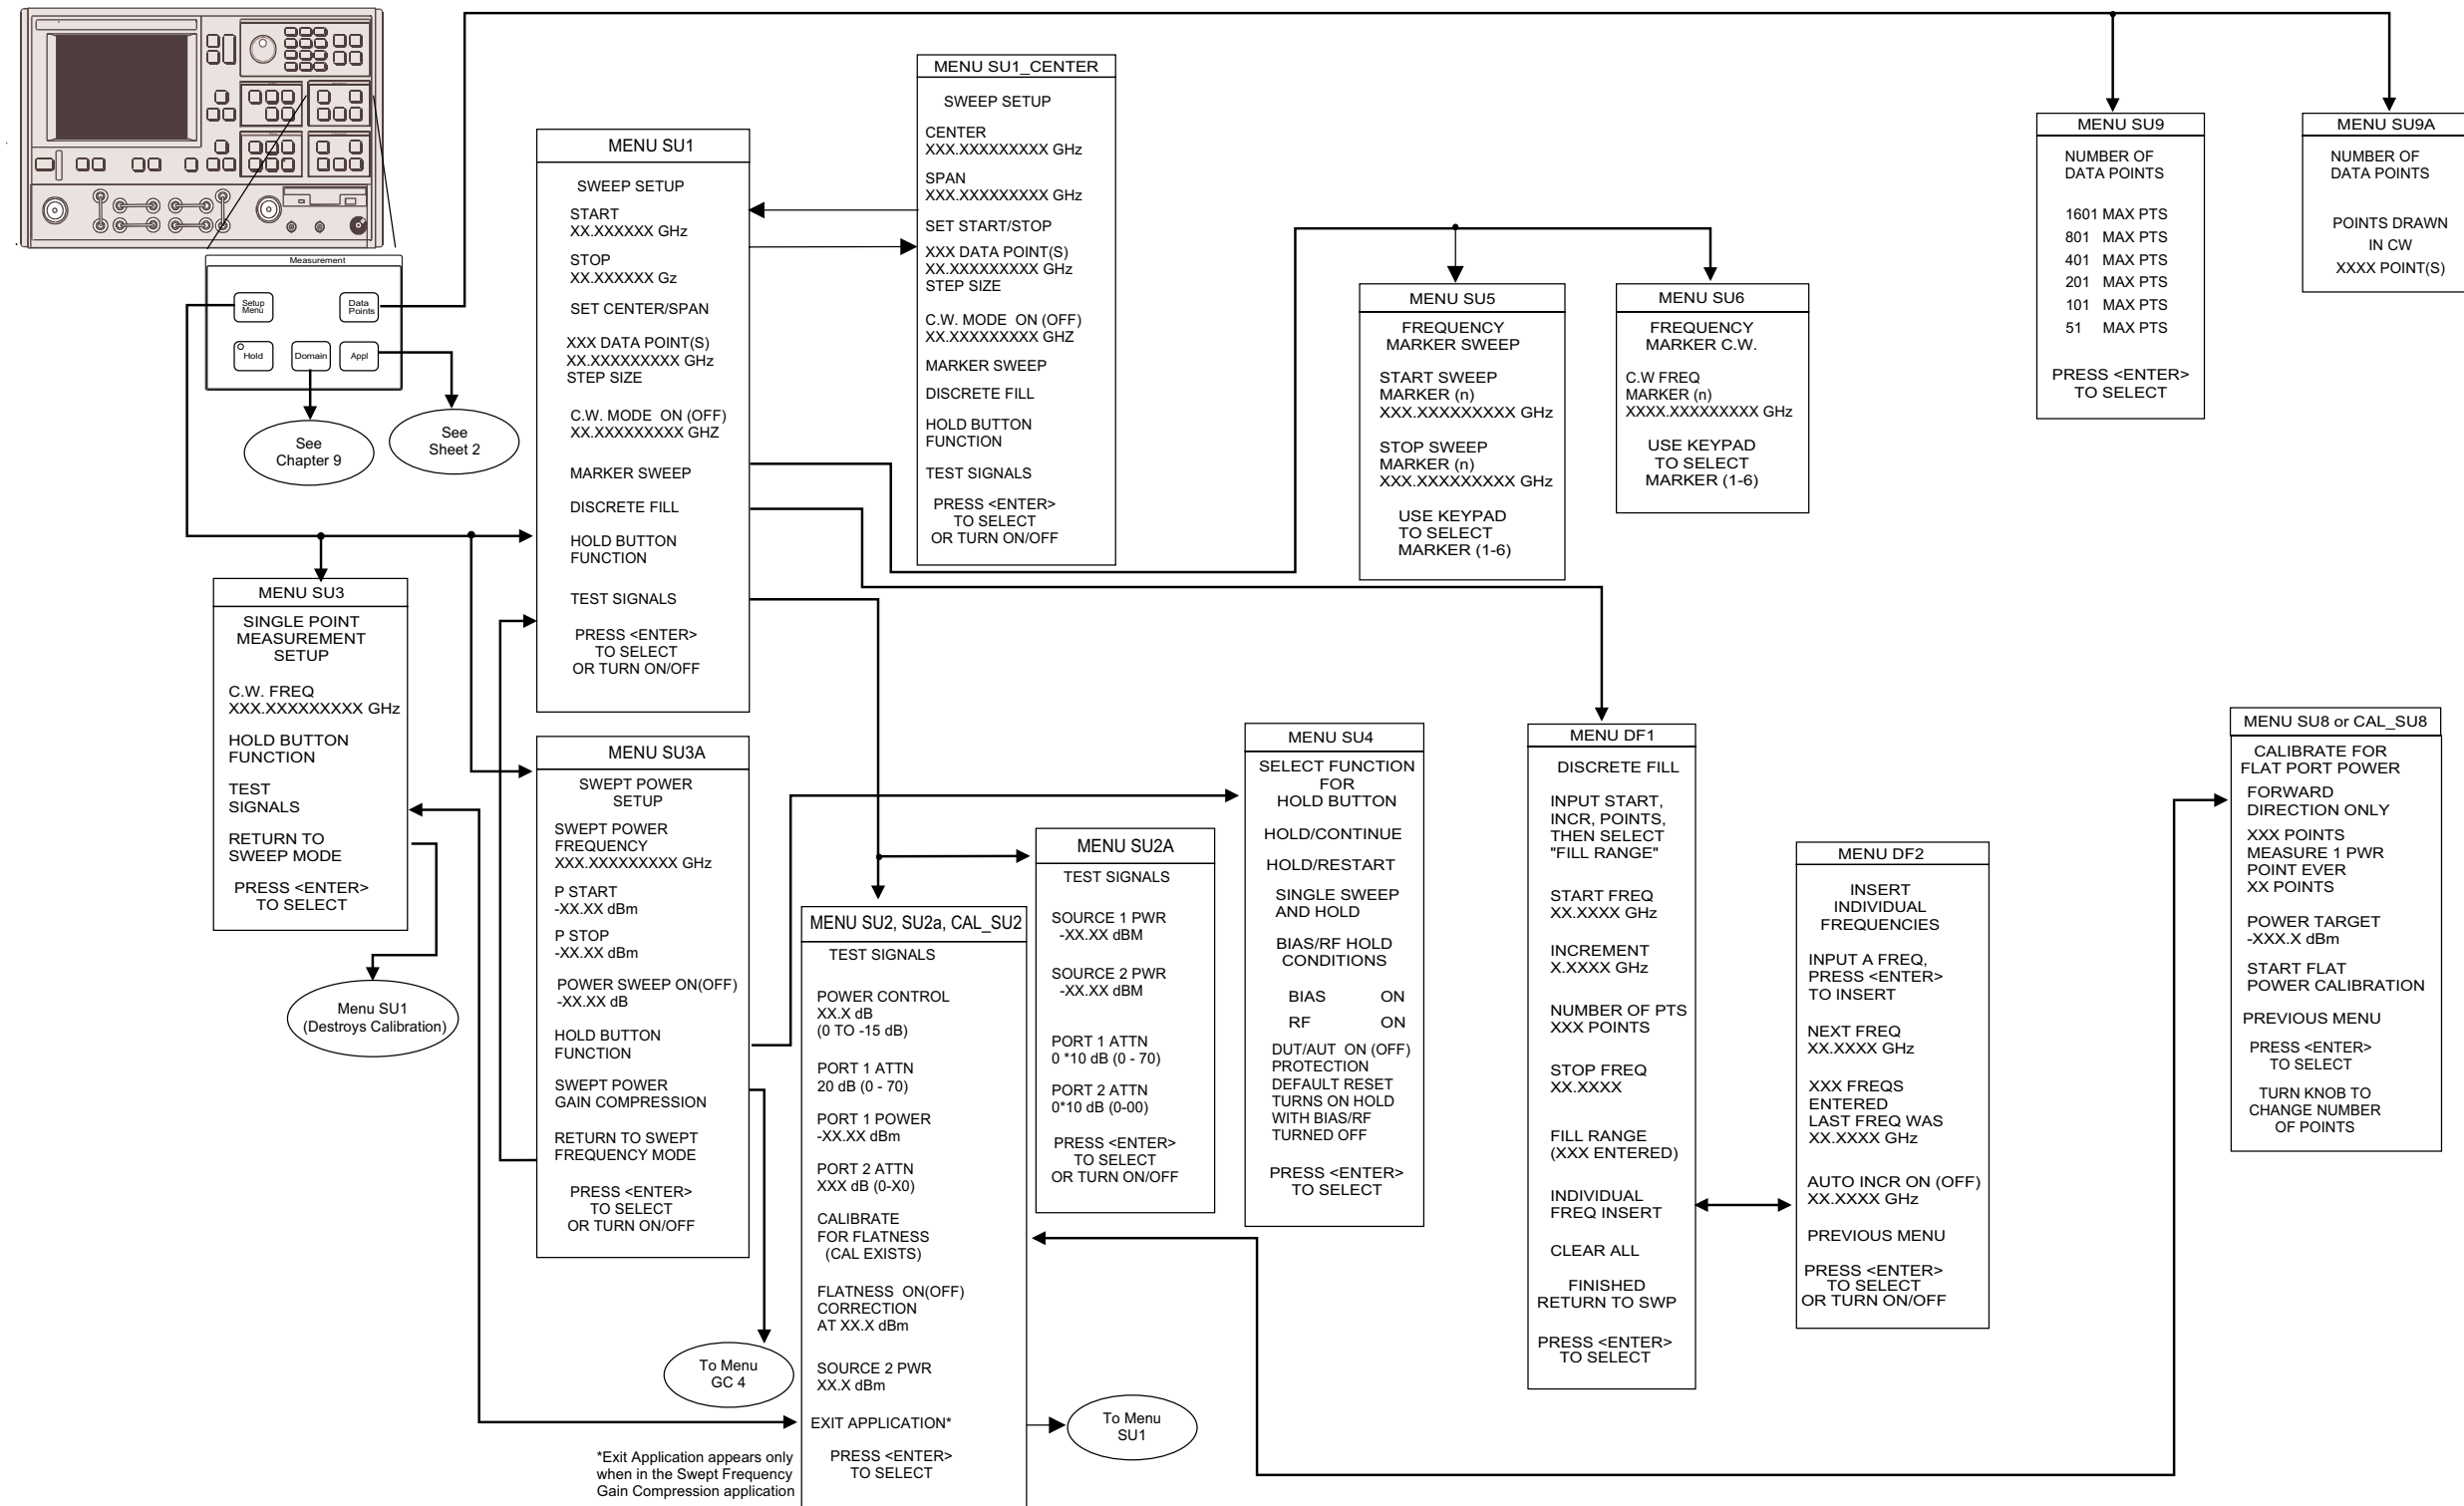 Measurement
Setup
Menu
Data
Points
Hold
Domain
Appl
See
Chapter 9
See
Sheet 2
MENU SU1
SWEEP SETUP
START
XX.XXXXXX GHz
STOP
XX.XXXXXX Gz
SET CENTER/SPAN
XXX DATA POINT(S)
XX.XXXXXXXXX GHz
STEP SIZE
C.W. MODE ON (OFF)
XX.XXXXXXXXX GHZ
MARKER SWEEP
DISCRETE FILL
HOLD BUTTON
FUNCTION
TEST SIGNALS
PRESS <ENTER>
TO SELECT
OR TURN ON/OFF
MENU SU1_CENTER
SWEEP SETUP
CENTER
XXX.XXXXXXXXX GHz
SPAN
XXX.XXXXXXXXX GHz
SET START/STOP
XXX DATA POINT(S)
XX.XXXXXXXXX GHz
STEP SIZE
C.W. MODE ON (OFF)
XX.XXXXXXXXX GHZ
MARKER SWEEP
DISCRETE FILL
HOLD BUTTON
FUNCTION
TEST SIGNALS
PRESS <ENTER>
TO SELECT
OR TURN ON/OFF
MENU SU5
FREQUENCY
MARKER SWEEP
START SWEEP
MARKER (n)
XXX.XXXXXXXXX GHz
STOP SWEEP
MARKER (n)
XXX.XXXXXXXXX GHz
USE KEYPAD
TO SELECT
MARKER (1-6)
MENU SU6
FREQUENCY
MARKER C.W.
C.W FREQ
MARKER (n)
XXXX.XXXXXXXXX GHz
USE KEYPAD
TO SELECT
MARKER (1-6)
MENU SU9
NUMBER OF
DATA POINTS
1601 MAX PTS
801 MAX PTS
401 MAX PTS
201 MAX PTS
101 MAX PTS
51 MAX PTS
PRESS <ENTER>
TO SELECT
MENU SU9A
NUMBER OF
DATA POINTS
POINTS DRAWN
IN CW
XXXX POINT(S)
MENU SU3
SINGLE POINT
MEASUREMENT
SETUP
C.W. FREQ
XXX.XXXXXXXXX GHz
HOLD BUTTON
FUNCTION
TEST
SIGNALS
RETURN TO
SWEEP MODE
PRESS <ENTER>
TO SELECT
Menu SU1
(Destroys Calibration)
MENU SU3A
SWEPT POWER
SETUP
SWEPT POWER
FREQUENCY
XXX.XXXXXXXXX GHz
P START
-XX.XX dBm
P STOP
-XX.XX dBm
POWER SWEEP ON(OFF)
-XX.XX dB
HOLD BUTTON
FUNCTION
SWEPT POWER
GAIN COMPRESSION
RETURN TO SWEPT
FREQUENCY MODE
PRESS <ENTER>
TO SELECT
OR TURN ON/OFF
To Menu
GC 4
MENU SU2, SU2a, CAL_SU2
TEST SIGNALS
POWER CONTROL
XX.X dB
(0 TO -15 dB)
PORT 1 ATTN
20 dB (0 - 70)
PORT 1 POWER
-XX.XX dBm
PORT 2 ATTN
XXX dB (0-X0)
CALIBRATE
FOR FLATNESS
(CAL EXISTS)
FLATNESS ON(OFF)
CORRECTION
AT XX.X dBm
SOURCE 2 PWR
XX.X dBm
EXIT APPLICATION*
PRESS <ENTER>
TO SELECT
*Exit Application appears only
when in the Swept Frequency
Gain Compression application
To Menu
SU1
MENU SU2A
TEST SIGNALS
SOURCE 1 PWR
-XX.XX dBM
SOURCE 2 PWR
-XX.XX dBM
PORT 1 ATTN
0 *10 dB (0 - 70)
PORT 2 ATTN
0*10 dB (0-00)
PRESS <ENTER>
TO SELECT
OR TURN ON/OFF
MENU SU4
SELECT FUNCTION
FOR
HOLD BUTTON
HOLD/CONTINUE
HOLD/RESTART
SINGLE SWEEP
AND HOLD
BIAS/RF HOLD
CONDITIONS
BIAS ON
RF ON
DUT/AUT ON (OFF)
PROTECTION
DEFAULT RESET
TURNS ON HOLD
WITH BIAS/RF
TURNED OFF
PRESS <ENTER>
TO SELECT
MENU DF1
DISCRETE FILL
INPUT START,
INCR, POINTS,
THEN SELECT
"FILL RANGE"
START FREQ
XX.XXXX GHz
INCREMENT
X.XXXX GHz
NUMBER OF PTS
XXX POINTS
STOP FREQ
XX.XXXX
FILL RANGE
(XXX ENTERED)
INDIVIDUAL
FREQ INSERT
CLEAR ALL
FINISHED
RETURN TO SWP
PRESS <ENTER>
TO SELECT
MENU DF2
INSERT
INDIVIDUAL
FREQUENCIES
INPUT A FREQ,
PRESS <ENTER>
TO INSERT
NEXT FREQ
XX.XXXX GHz
XXX FREQS
ENTERED
LAST FREQ WAS
XX.XXXX GHz
AUTO INCR ON (OFF)
XX.XXXX GHz
PREVIOUS MENU
PRESS <ENTER>
TO SELECT
OR TURN ON/OFF
MENU SU8 or CAL_SU8
CALIBRATE FOR
FLAT PORT POWER
FORWARD
DIRECTION ONLY
XXX POINTS
MEASURE 1 PWR
POINT EVER
XX POINTS
POWER TARGET
-XXX.X dBm
START FLAT
POWER CALIBRATION
PREVIOUS MENU
PRESS <ENTER>
TO SELECT
TURN KNOB TO
CHANGE NUMBER
OF POINTS